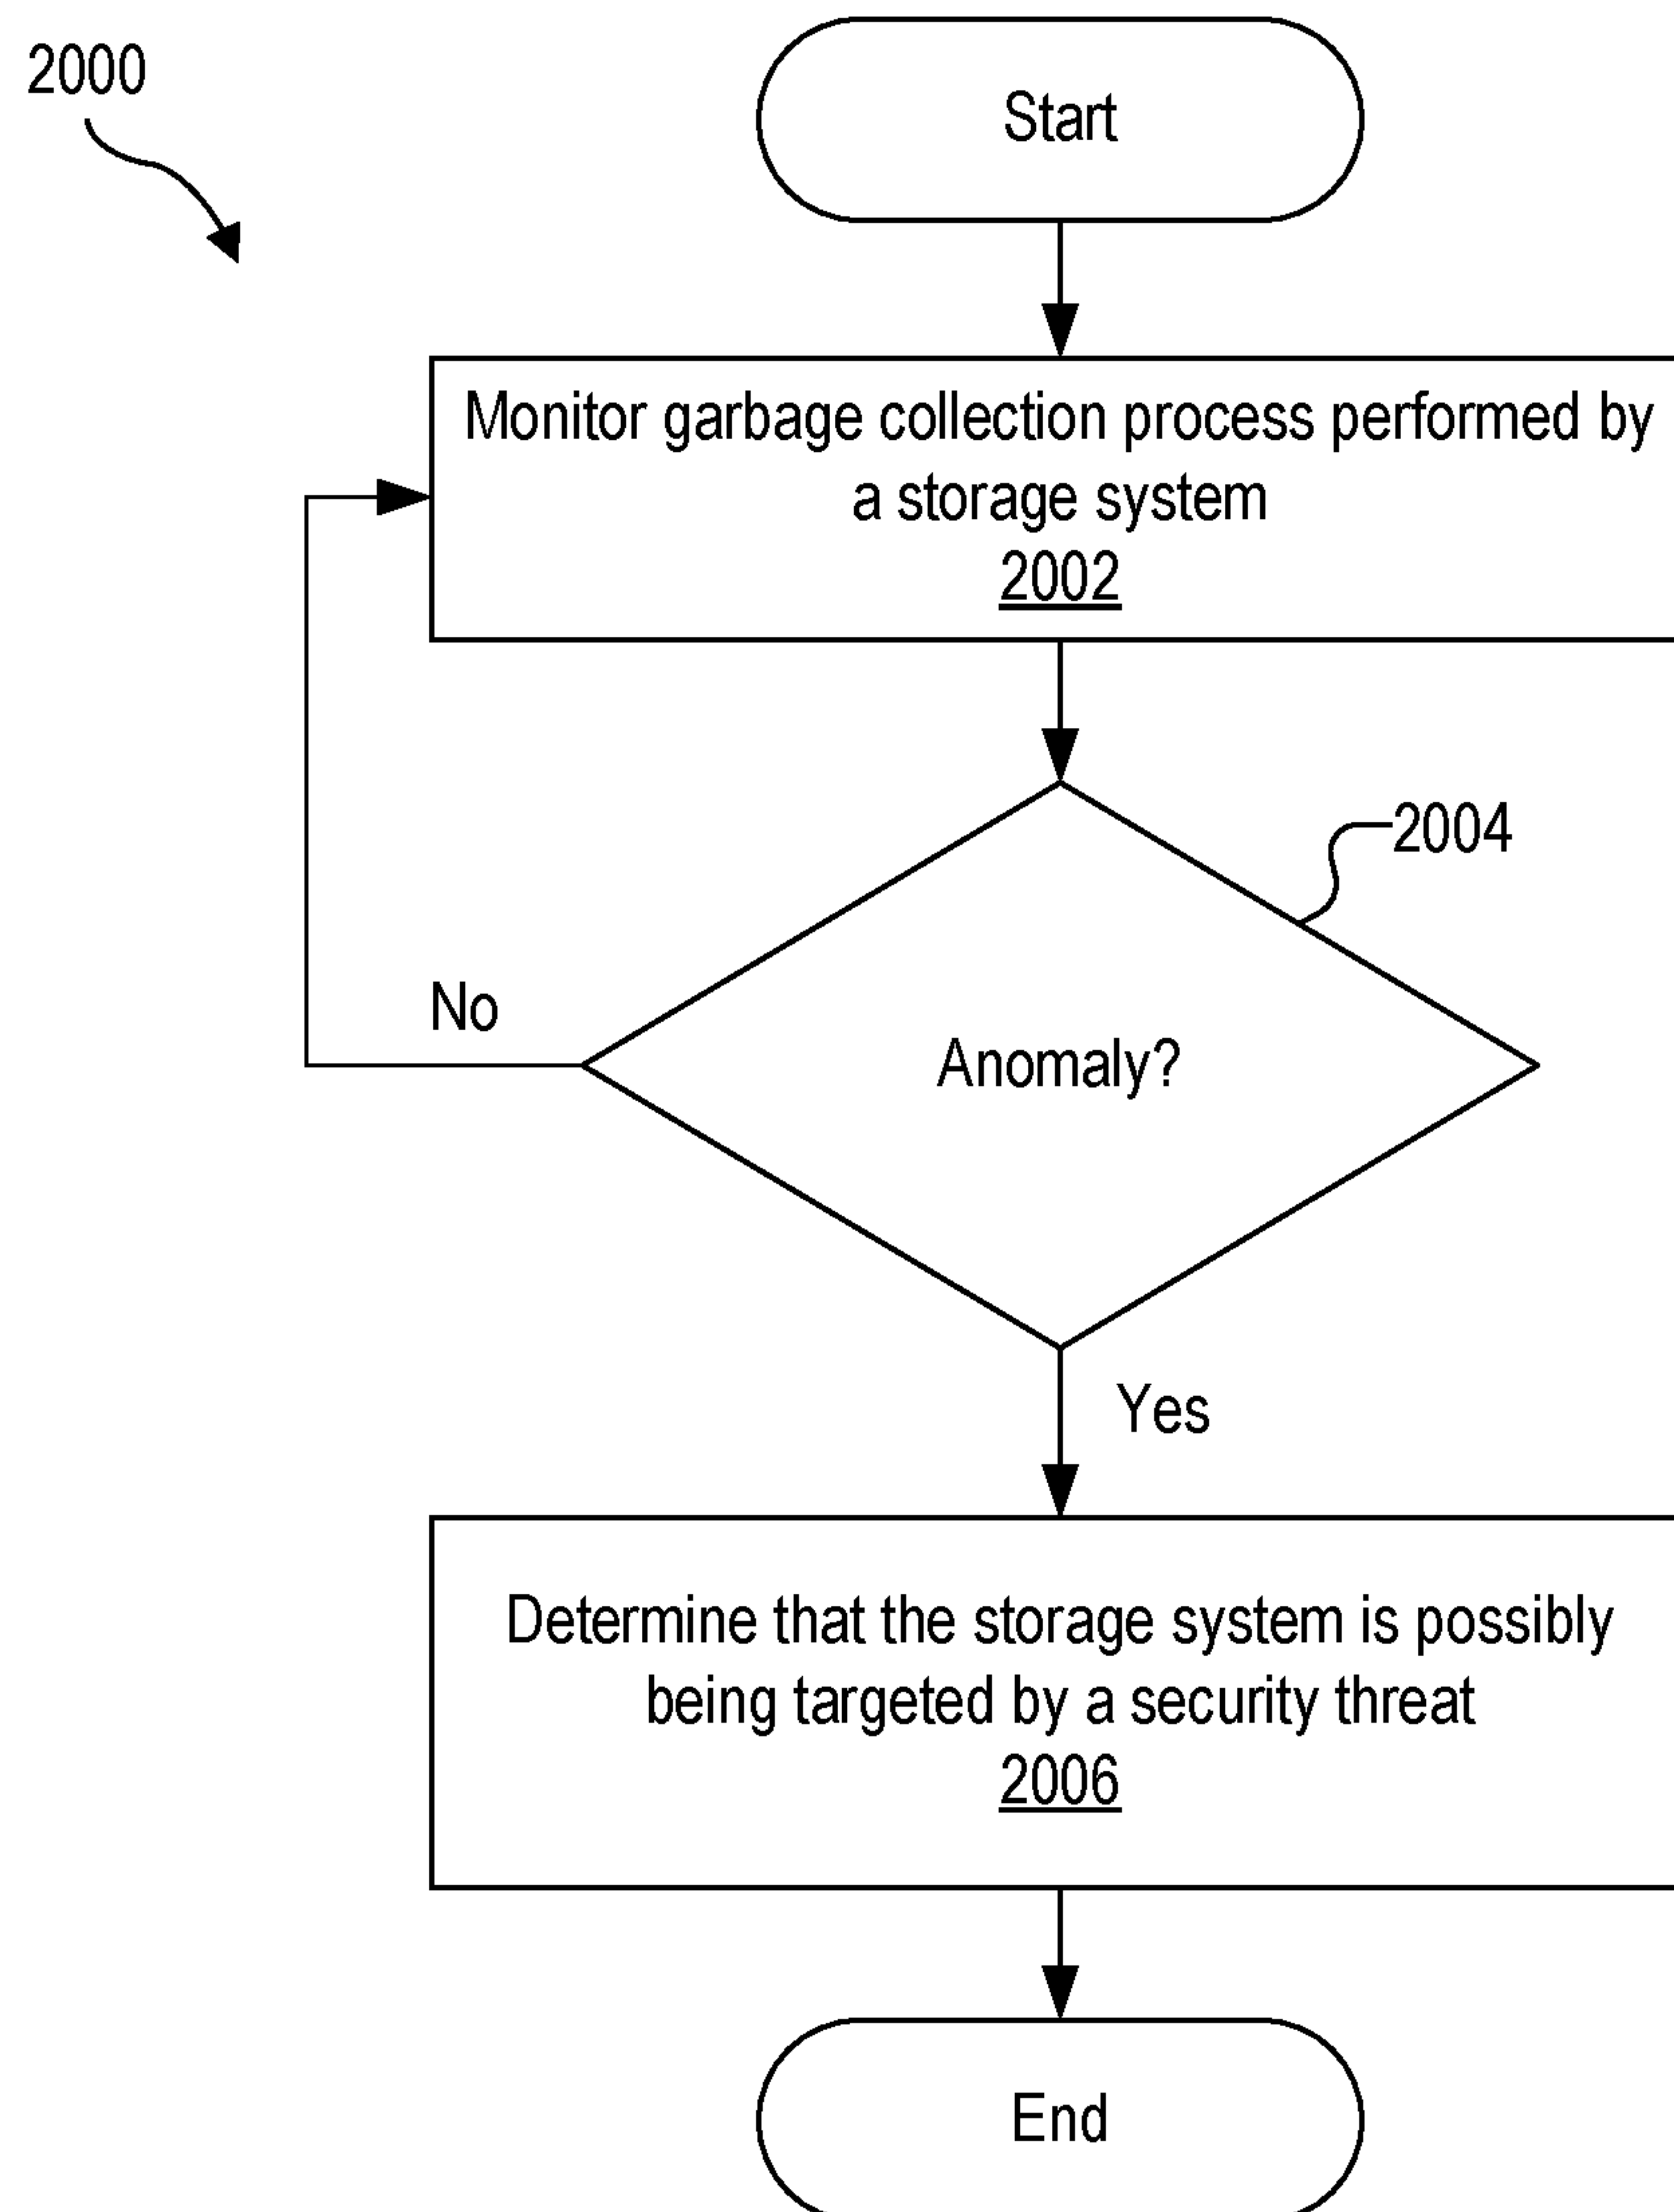 2000
Start
Monitor garbage collection process performed by
a storage system
2002
2004
No
Anomaly?
Yes
Determine that the storage system is possibly
being targeted by a security threat
2006
End